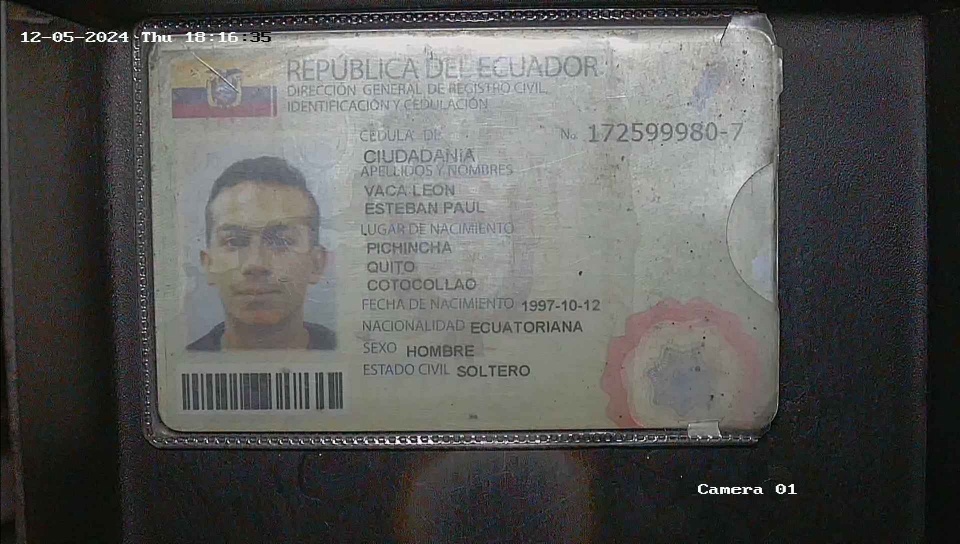 12-05-2024 Thu 18:16:35
REPÚBLICA DEL ECUADOR
DIRECCIÓN GENERAL DE REGISTRO CIVIL,
IDENTIFICACIÓN Y CEDULACIÓN
CÉDULA DE No. 172599980-7
CIUDADANÍA
APELLIDOS Y NOMBRES
VACA LEON
ESTEBAN PAUL
LUGAR DE NACIMIENTO
PICHINCHA
QUITO
COTOCOLLAO
FECHA DE NACIMIENTO 1997-10-12
NACIONALIDAD ECUATORIANA
SEXO HOMBRE
ESTADO CIVIL SOLTERO
Camera 01